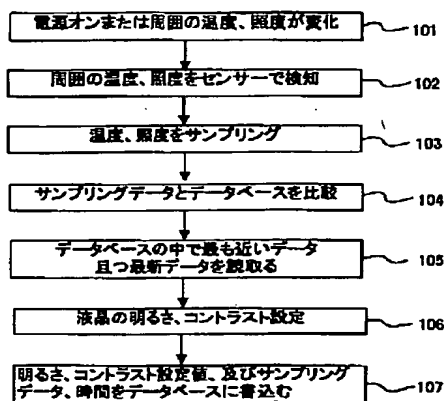 電源オンまたは周囲の温度、照度が変化
101
周囲の温度、照度をセンサーで検知
102
温度、照度をサンプリング
103
サンプリングデータとデータベースを比較
104
データベースの中で最も近いデータ
且つ最新データを読取る
105
液晶の明るさ、コントラスト設定
106
明るさ、コントラスト設定値、及びサンプリング
データ、時間をデータベースに書込む
107